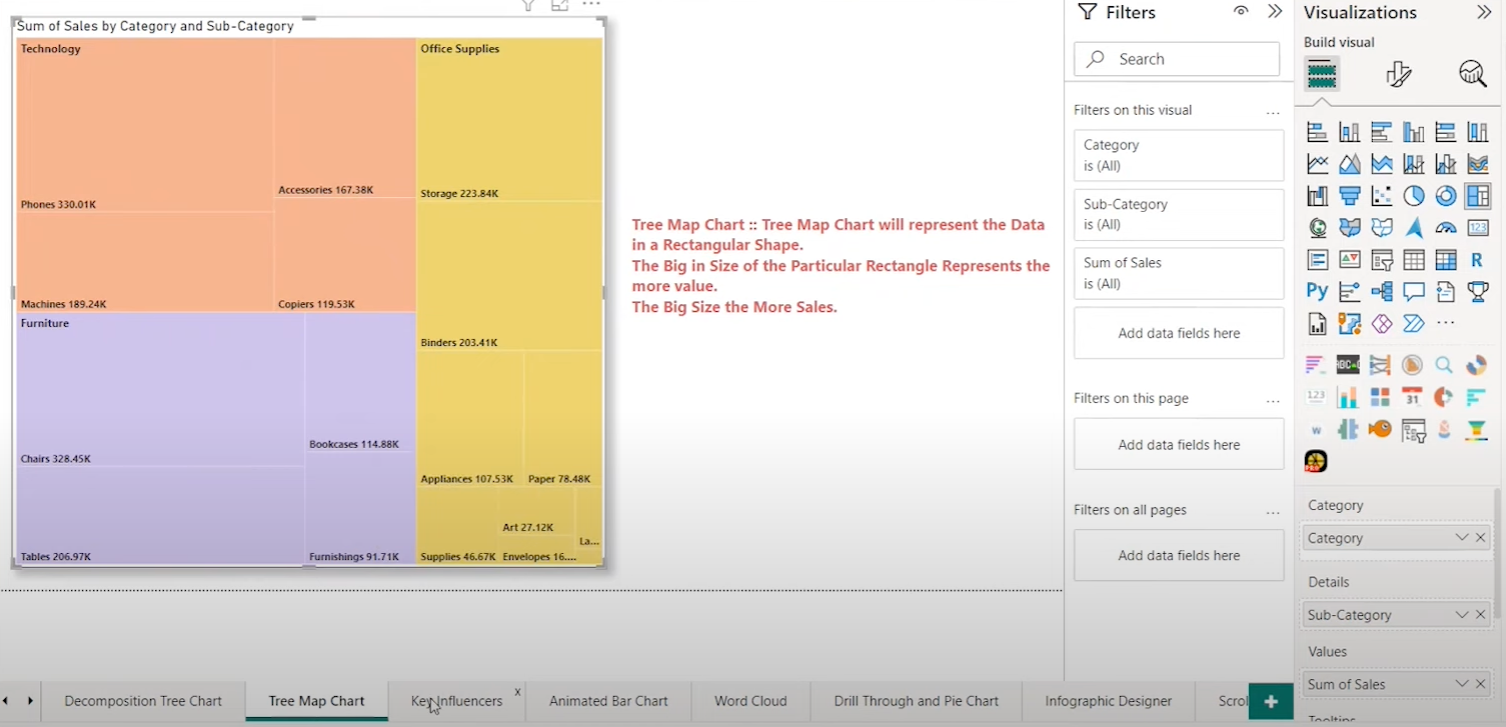 Sum of Sales by Category and Sub-Category
Technology
Phones 330.01K
Accessories 167.38K
Machines 189.24K
Copiers 119.53K
Furniture
Chairs 328.45K
Bookcases 114.88K
Tables 206.97K
Furnishings 91.71K
Office Supplies
Storage 223.84K
Binders 203.41K
Appliances 107.53K
Paper 78.48K
Supplies 46.67K
Art 27.12K
Envelopes 16....
La...
Tree Map Chart :: Tree Map Chart will represent the Data
in a Rectangular Shape.
The Big in Size of the Particular Rectangle Represents the
more value.
The Big Size the More Sales.
Filters
Search
Filters on this visual
...
Category
is (All)
Sub-Category
is (All)
Sum of Sales
is (All)
Add data fields here
Filters on this page
...
Add data fields here
Filters on all pages
...
Add data fields here
Visualizations
Build visual
123
R
Py
...
123
31
W
PRO
Category
Category
Details
Sub-Category
Values
Sum of Sales
Tooltips
Decomposition Tree Chart
Tree Map Chart
Key Influencers
x
Animated Bar Chart
Word Cloud
Drill Through and Pie Chart
Infographic Designer
Scrol
+